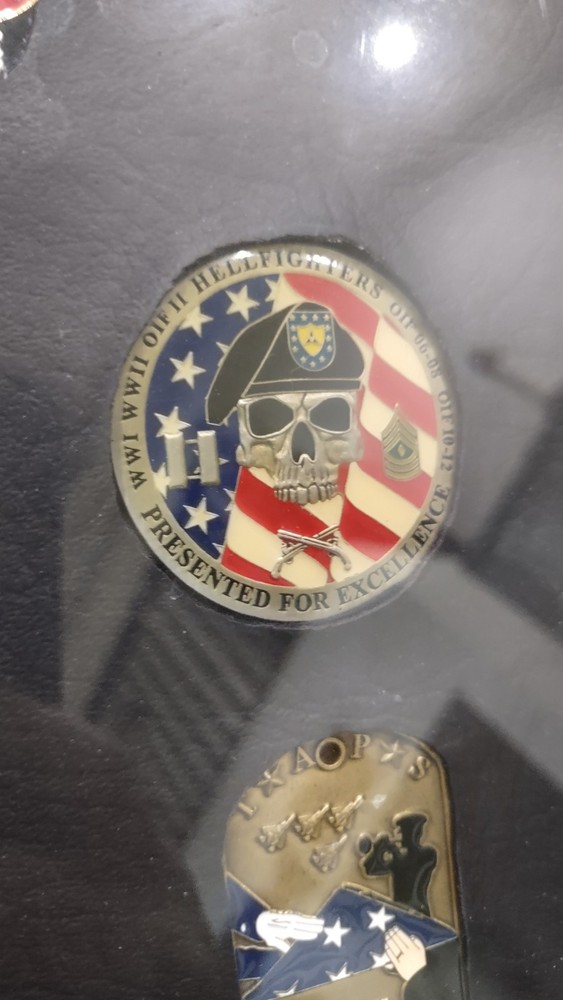 WWI WWII OIF II HELLFIGHTERS OIF 06-08 OIF 10-12
PRESENTED FOR EXCELLENCE
T A P S